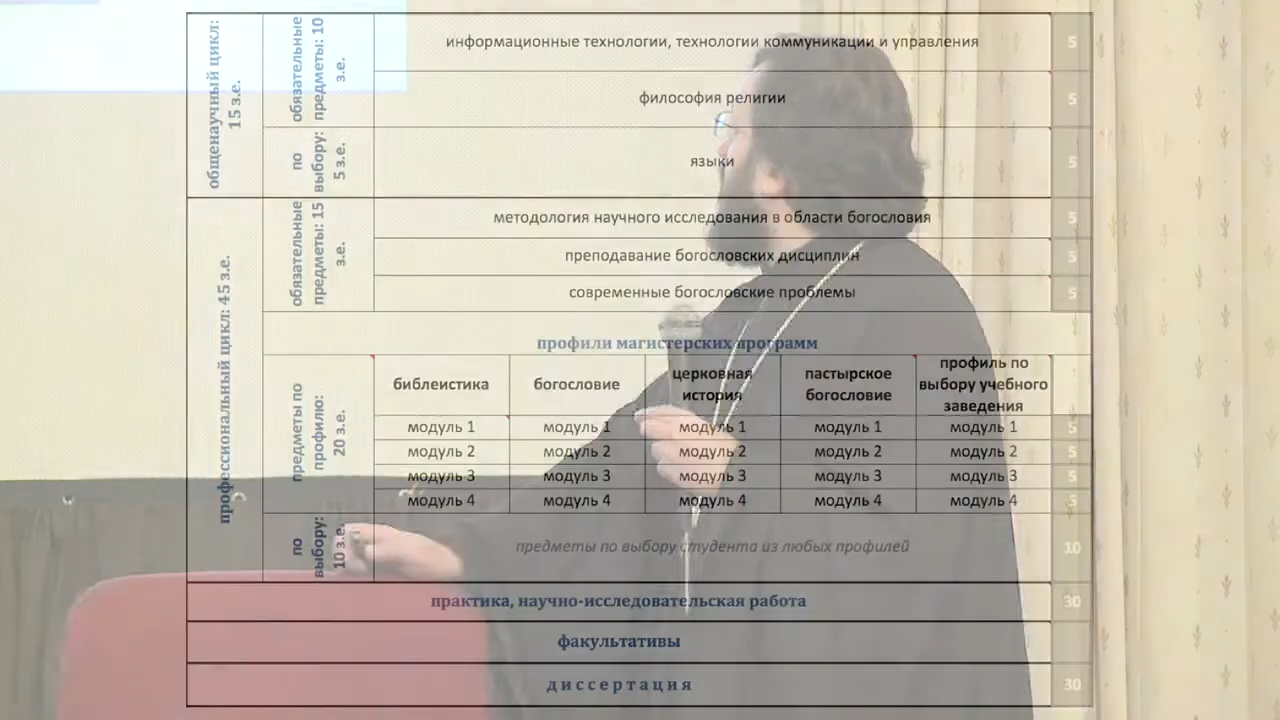 общенаучный цикл:
15 з.е.
обязательные
предметы: 10
з.е.
информационные технологии, технологии коммуникации и управления
5
философия религии
5
по
выбору:
5 з.е.
языки
5
профессиональный цикл: 45 з.е.
обязательные
предметы: 15
з.е.
методология научного исследования в области богословия
5
преподавание богословских дисциплин
5
современные богословские проблемы
5
профили магистерских программ
предметы по
профилю:
20 з.е.
библеистика
богословие
церковная
история
пастырское
богословие
профиль по
выбору учебного
заведения
модуль 1 модуль 1 модуль 1 модуль 1 модуль 1 5
модуль 2 модуль 2 модуль 2 модуль 2 модуль 2 5
модуль 3 модуль 3 модуль 3 модуль 3 модуль 3 5
модуль 4 модуль 4 модуль 4 модуль 4 модуль 4 5
по
выбору:
10 з.е.
предметы по выбору студента из любых профилей
10
практика, научно-исследовательская работа
30
факультативы
диссертация
30